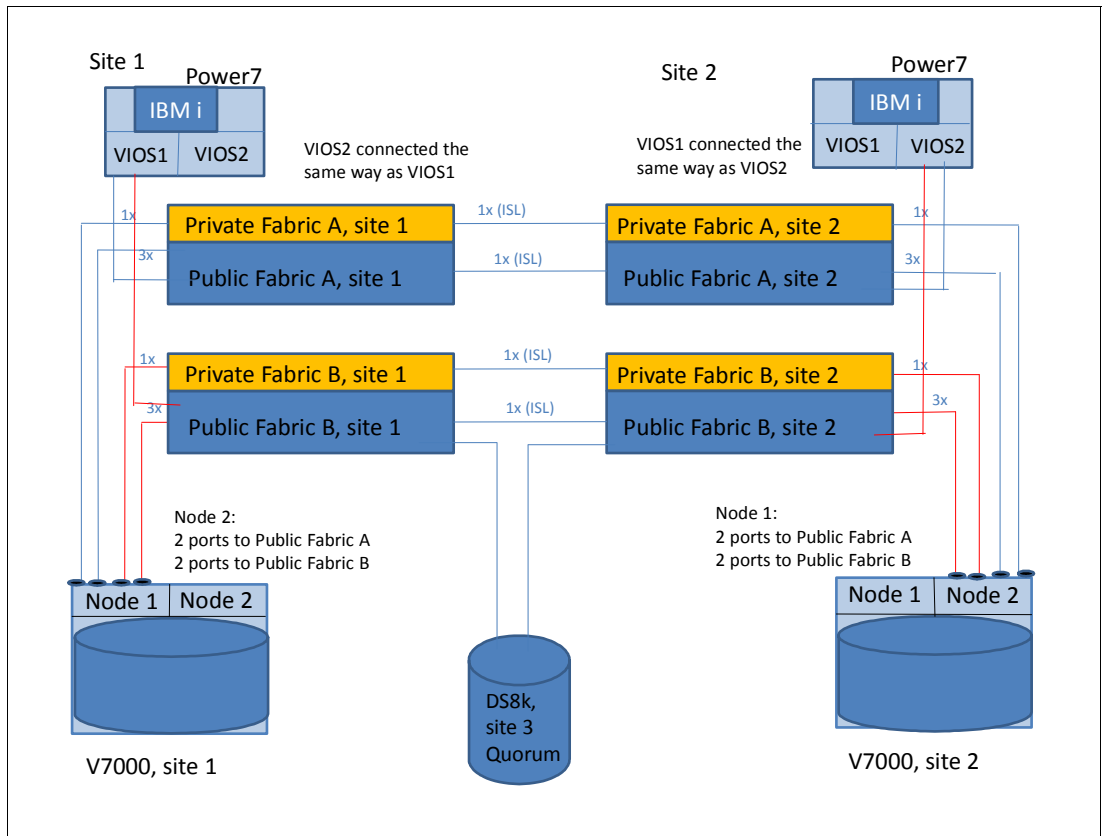 Site 1
Power7
IBM i
VIOS1
VIOS2
Site 2
Power7
IBM i
VIOS1
VIOS2
VIOS2 connected the
same way as VIOS1
VIOS1 connected the
same way as VIOS2
1x
Private Fabric A, site 1
1x (ISL)
Private Fabric A, site 2
1x
3x
Public Fabric A, site 1
1x (ISL)
Public Fabric A, site 2
3x
1x
Private Fabric B, site 1
1x (ISL)
Private Fabric B, site 2
1x
3x
Public Fabric B, site 1
1x (ISL)
Public Fabric B, site 2
3x
Node 2:
2 ports to Public Fabric A
2 ports to Public Fabric B
Node 1:
2 ports to Public Fabric A
2 ports to Public Fabric B
Node 1
Node 2
Node 1
Node 2
DS8k,
site 3
Quorum
V7000, site 1
V7000, site 2